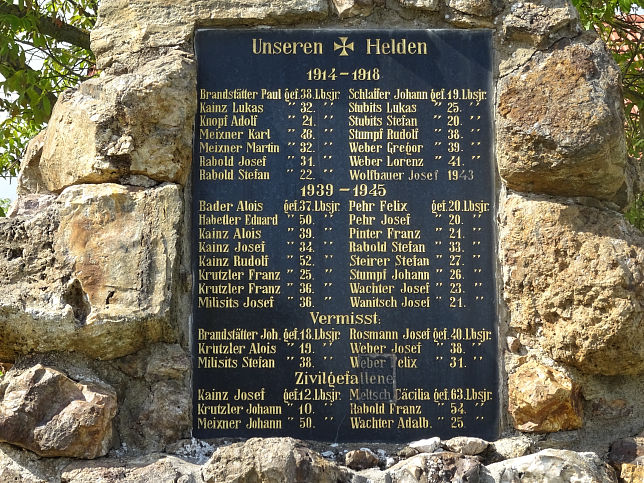 Unseren ✠ Helden
1914-1918
Brandstätter Paul gef.38.Lbsjr. Schlaffer Johann gef.19.Lbsjr.
Kainz Lukas " 32. " Stubits Lukas " 25. "
Knopf Adolf " 21. " Stubits Stefan " 20. "
Meixner Karl " 26. " Stumpf Rudolf " 38. "
Meixner Martin " 32. " Weber Gregor " 39. "
Rabold Josef " 31. " Weber Lorenz " 41. "
Rabold Stefan " 22. " Wolfbauer Josef 1943
1939-1945
Bader Alois gef.37.Lbsjr. Pehr Felix gef.20.Lbsjr.
Habetler Eduard " 50. " Pehr Josef " 20. "
Kainz Alois " 39. " Pinter Franz " 21. "
Kainz Josef " 34. " Rabold Stefan " 33. "
Kainz Rudolf " 52. " Steirer Stefan " 27. "
Krutzler Franz " 25. " Stumpf Johann " 26. "
Krutzler Franz " 36. " Wachter Josef " 23. "
Milisits Josef " 36. " Wanitsch Josef " 21. "
Vermisst:
Brandstätter Joh. gef.18.Lbsjr. Rosmann Josef gef.40.Lbsjr.
Krutzler Alois " 19. " Weber Josef " 38. "
Milisits Stefan " 38. " Weber Felix " 31. "
Zivilgefallene
Kainz Josef gef.12.Lbsjr. Meltsch Cäcilia gef.63.Lbsjr.
Krutzler Johann " 10. " Rabold Franz " 54. "
Meixner Johann " 50. " Wachter Adalb. " 25. "